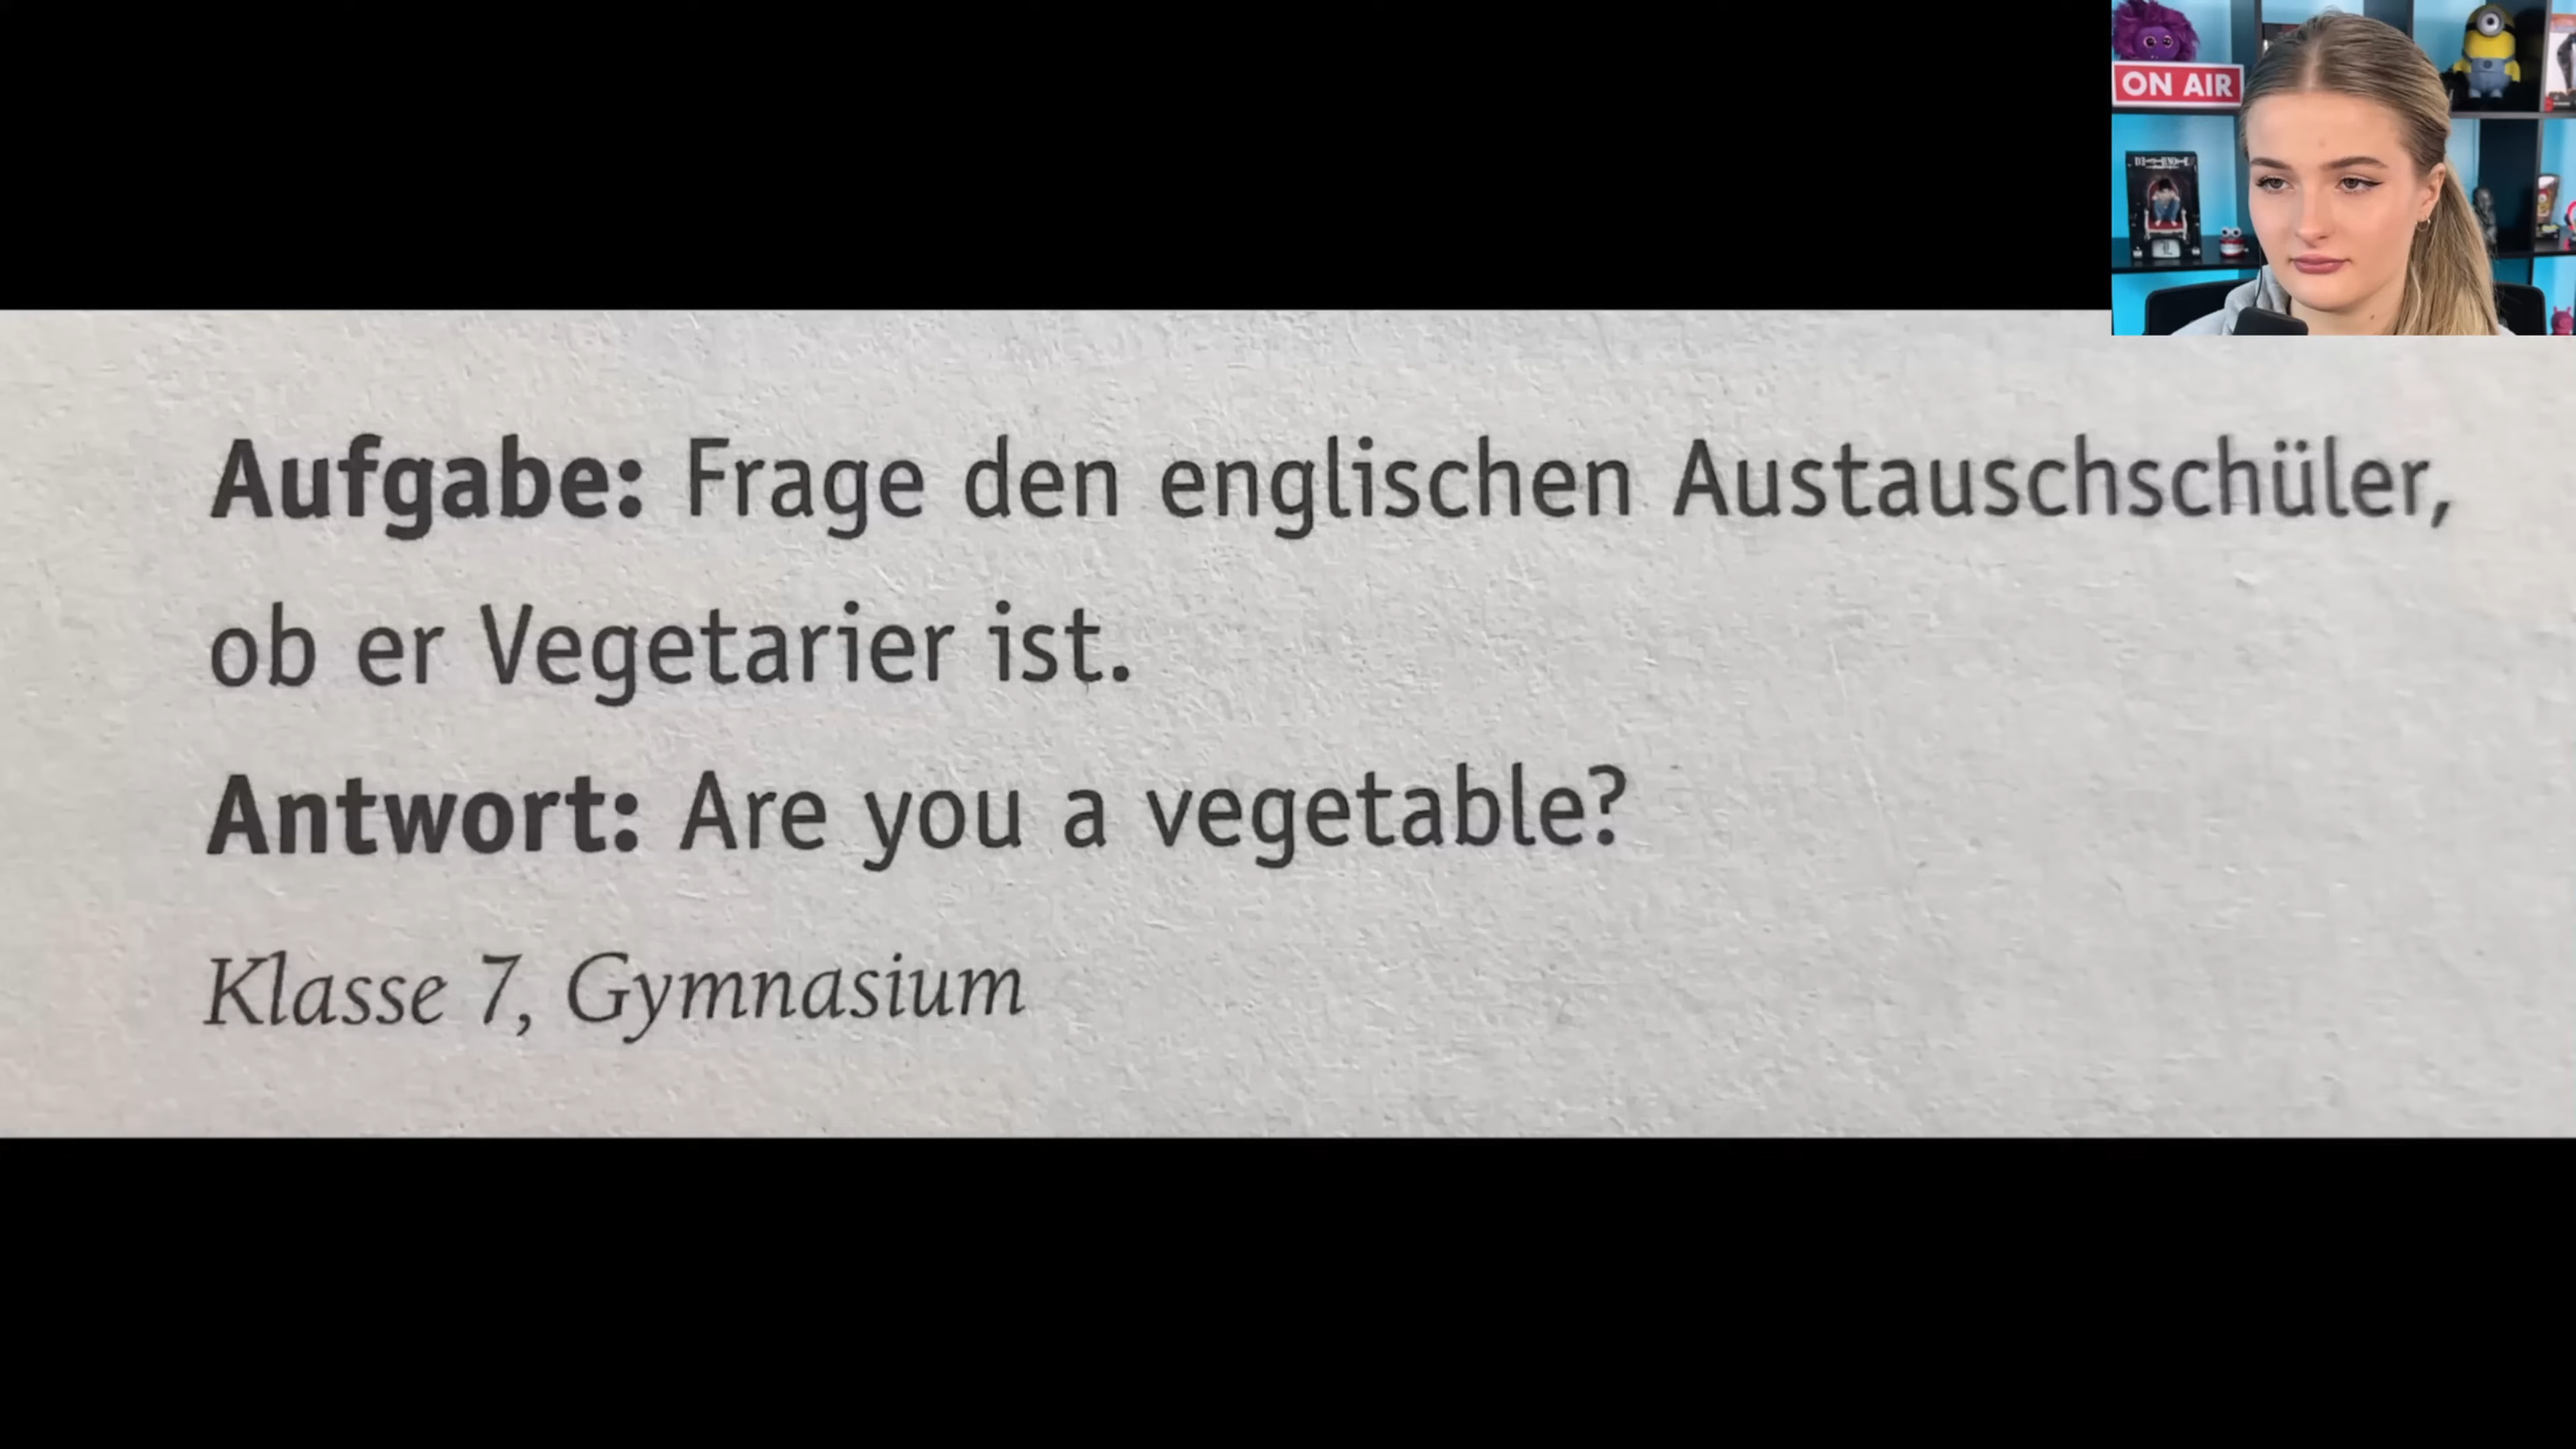 ON AIR
Aufgabe: Frage den englischen Austauschschüler,
ob er Vegetarier ist.
Antwort: Are you a vegetable?
Klasse 7, Gymnasium